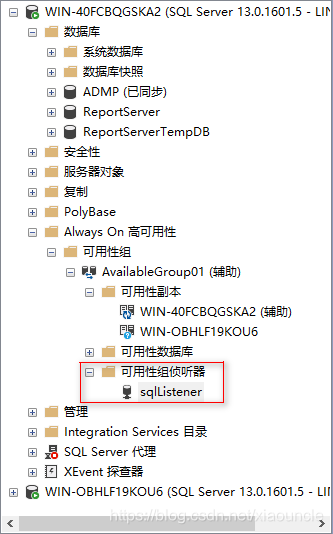 WIN-40FCBQGSKA2 (SQL Server 13.0.1601.5 - LIN
数据库
系统数据库
数据库快照
ADMP (已同步)
ReportServer
ReportServerTempDB
安全性
服务器对象
复制
PolyBase
Always On 高可用性
可用性组
AvailableGroup01 (辅助)
可用性副本
WIN-40FCBQGSKA2 (辅助)
WIN-OBHLF19KOU6
可用性数据库
可用性组侦听器
sqlListener
管理
Integration Services 目录
SQL Server 代理
XEvent 探查器
WIN-OBHLF19KOU6 (SQL Server 13.0.1601.5 - LIN
https://blog.csdn.net/xiaouncle